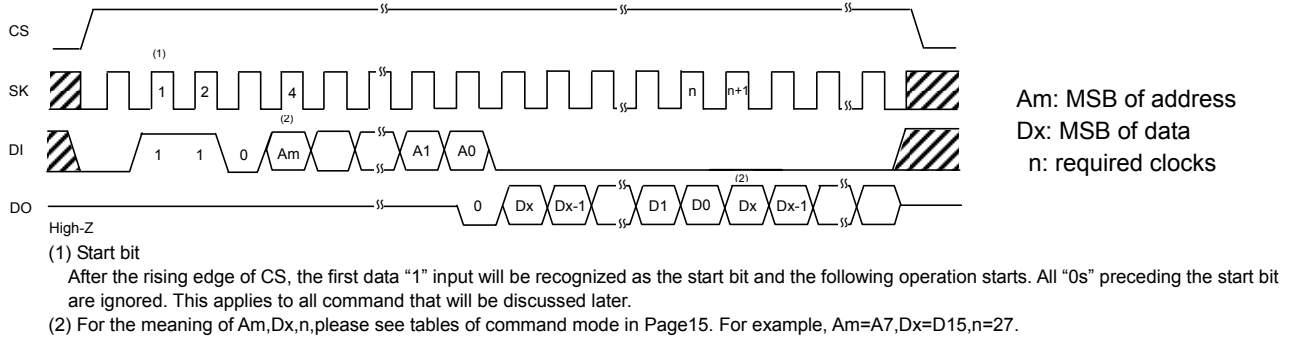 CS
(1)
SK 1 2 4 n n+1
(2)
DI 1 1 0 Am A1 A0
(2)
DO 0 Dx Dx-1 D1 D0 Dx Dx-1
High-Z
Am: MSB of address
Dx: MSB of data
n: required clocks
(1) Start bit
After the rising edge of CS, the first data “1” input will be recognized as the start bit and the following operation starts. All “0s” preceding the start bit
are ignored. This applies to all command that will be discussed later.
(2) For the meaning of Am,Dx,n,please see tables of command mode in Page15. For example, Am=A7,Dx=D15,n=27.